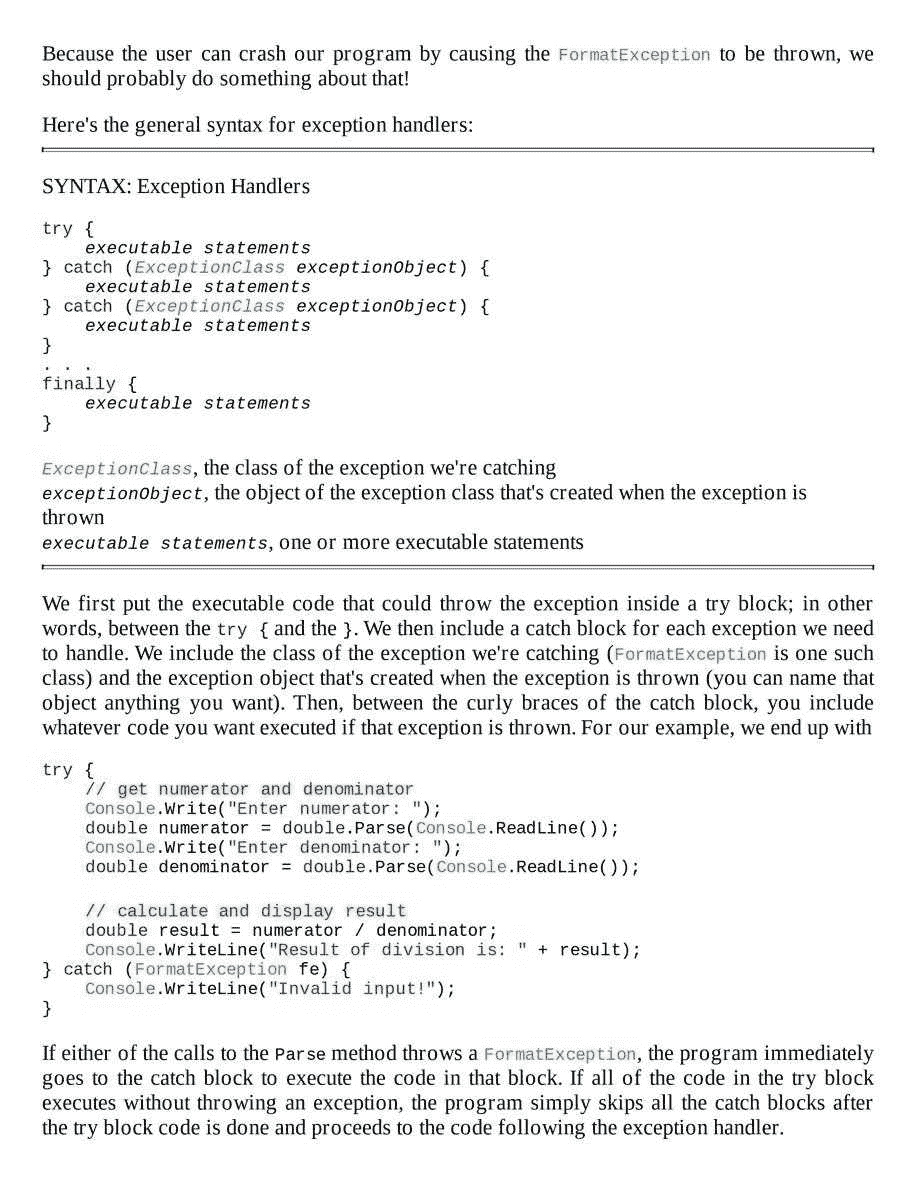 Because the user can crash our program by causing the FormatException to be thrown, we
should probably do something about that!
Here's the general syntax for exception handlers:
SYNTAX: Exception Handlers
try {
    executable statements
} catch (ExceptionClass exceptionObject) {
    executable statements
} catch (ExceptionClass exceptionObject) {
    executable statements
}
. . .
finally {
    executable statements
}
ExceptionClass, the class of the exception we're catching
exceptionObject, the object of the exception class that's created when the exception is
thrown
executable statements, one or more executable statements
We first put the executable code that could throw the exception inside a try block; in other
words, between the try { and the }. We then include a catch block for each exception we need
to handle. We include the class of the exception we're catching (FormatException is one such
class) and the exception object that's created when the exception is thrown (you can name that
object anything you want). Then, between the curly braces of the catch block, you include
whatever code you want executed if that exception is thrown. For our example, we end up with
try {
    // get numerator and denominator
    Console.Write("Enter numerator: ");
    double numerator = double.Parse(Console.ReadLine());
    Console.Write("Enter denominator: ");
    double denominator = double.Parse(Console.ReadLine());
    // calculate and display result
    double result = numerator / denominator;
    Console.WriteLine("Result of division is: " + result);
} catch (FormatException fe) {
    Console.WriteLine("Invalid input!");
}
If either of the calls to the Parse method throws a FormatException, the program immediately
goes to the catch block to execute the code in that block. If all of the code in the try block
executes without throwing an exception, the program simply skips all the catch blocks after
the try block code is done and proceeds to the code following the exception handler.